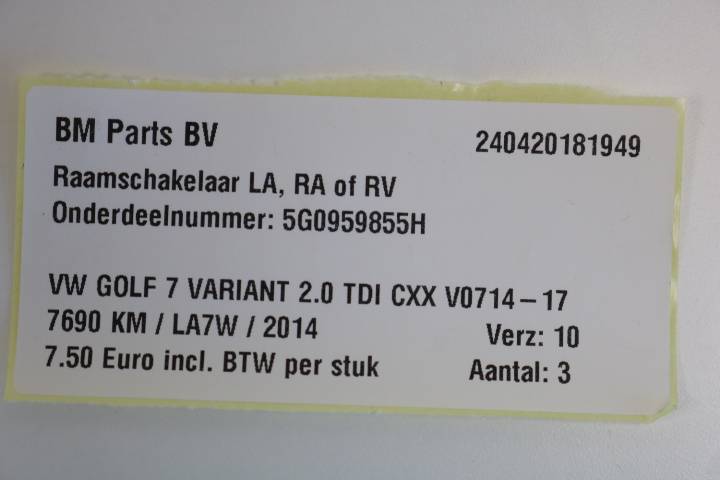 BM Parts BV 240420181949
Raamschakelaar LA, RA of RV
Onderdeelnummer: 5G0959855H
VW GOLF 7 VARIANT 2.0 TDI CXX V0714-17
7690 KM / LA7W / 2014 Verz: 10
7.50 Euro incl. BTW per stuk Aantal: 3